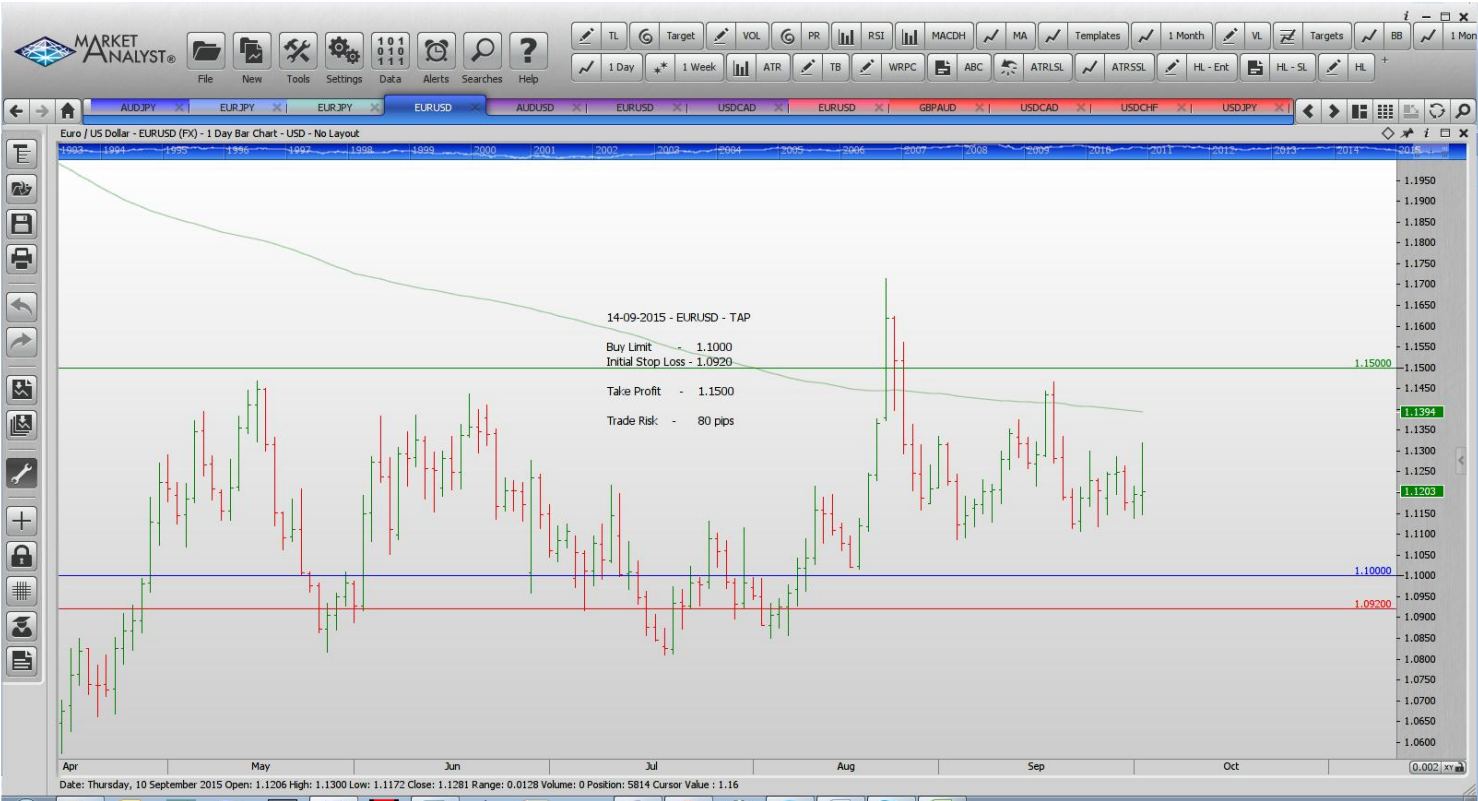 MARKET
ANALYST®
File New Tools Settings Data Alerts Searches Help
101
010
111
TL Target VOL PR RSI MACDH MA Templates 1 Month VL Targets BB 1 Mon
1 Day 1 Week ATR TB WRPC ABC ATRLSL ATRSSL HL - Ent HL - SL HL +
AUDJPY EURJPY EURJPY EURUSD AUDUSD EURUSD USDCAD EURUSD GBPAUD USDCAD USDCHF USDJPY
Euro / US Dollar - EURUSD (FX) - 1 Day Bar Chart - USD - No Layout
1993 1994 1995 1996 1997 1998 1999 2000 2001 2002 2003 2004 2005 2006 2007 2008 2009 2010 2011 2012 2013 2014 2015
14-09-2015 - EURUSD - TAP
Buy Limit - 1.1000
Initial Stop Loss - 1.0920
Take Profit - 1.1500
Trade Risk - 80 pips
1.15000
1.10000
1.09200
1.1950
1.1900
1.1850
1.1800
1.1750
1.1700
1.1650
1.1600
1.1550
1.1500
1.1450
1.1394
1.1350
1.1300
1.1250
1.1203
1.1150
1.1100
1.1050
1.1000
1.0950
1.0900
1.0850
1.0800
1.0750
1.0700
1.0650
1.0600
Apr May Jun Jul Aug Sep Oct
0.002 XY
Date: Thursday, 10 September 2015 Open: 1.1206 High: 1.1300 Low: 1.1172 Close: 1.1281 Range: 0.0128 Volume: 0 Position: 5814 Cursor Value : 1.16